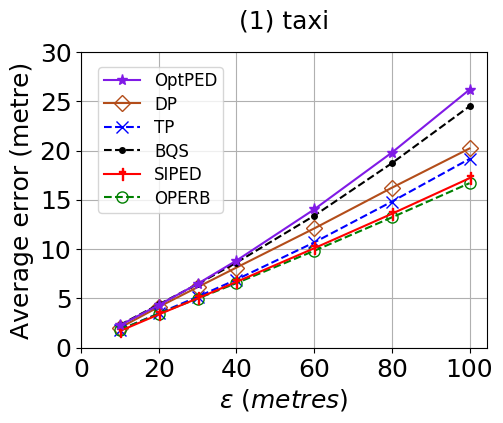 (1) taxi
Average error (metre)
30
25
20
15
10
5
0
OptPED
DP
TP
BQS
SIPED
OPERB
0 20 40 60 80 100
ε (metres)